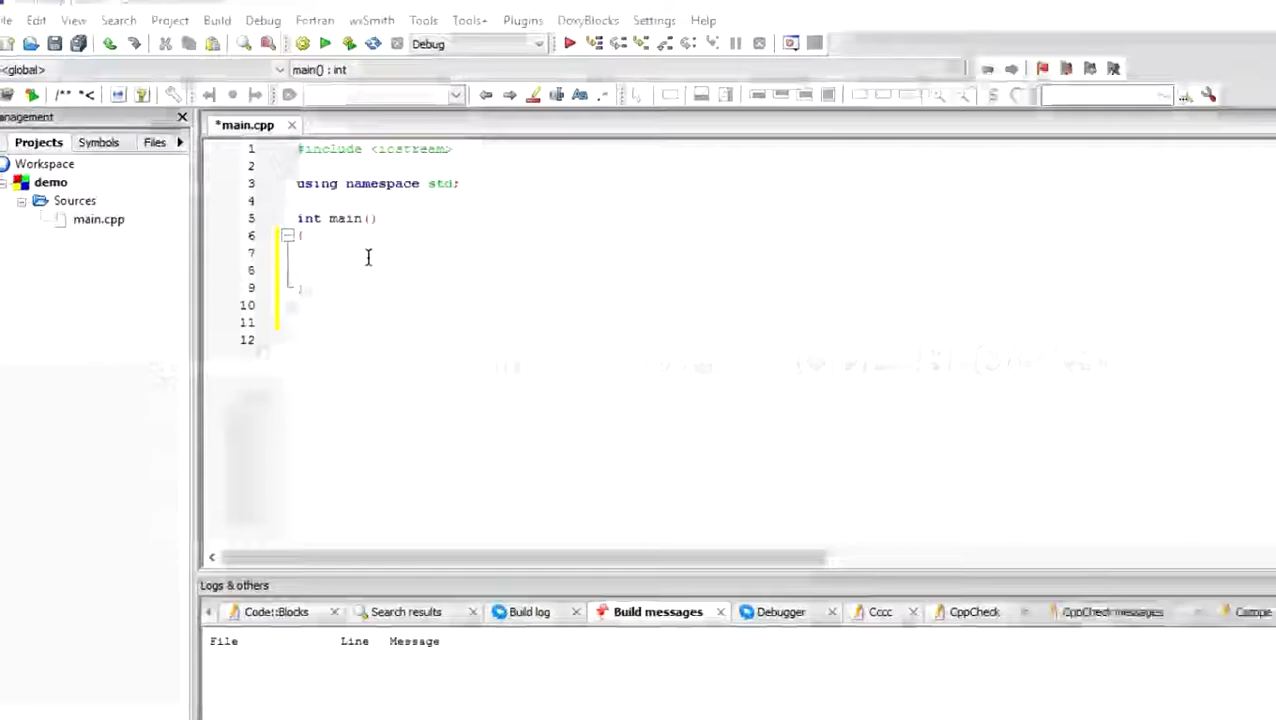 Edit View Search Project Build Debug Fortran wxSmith Tools Tools+ Plugins DoxyBlocks Settings Help
Debug
<global> main() : int
/** *<
*main.cpp
Projects Symbols Files
Workspace
demo
Sources
main.cpp
1 #include <iostream>
2
3 using namespace std;
4
5 int main()
6 {
7
8
9 }
10
11
12
Logs & others
Code::Blocks Search results Build log Build messages Debugger Cccc CppCheck CppCheck messages
File Line Message